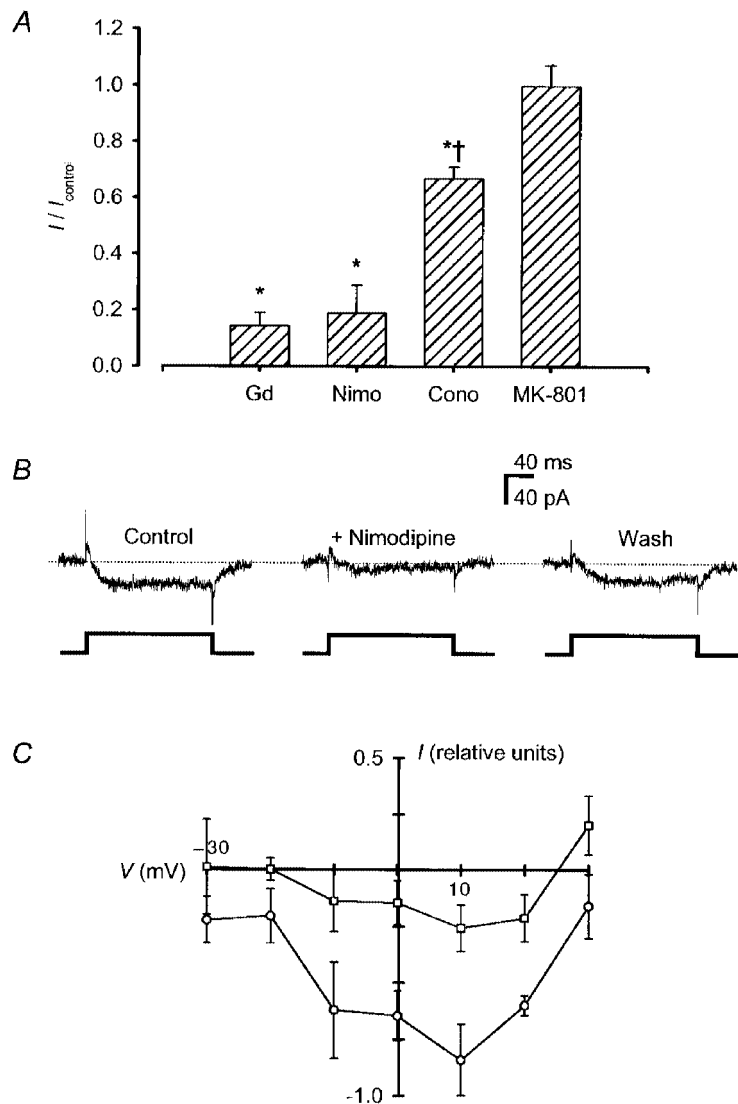 A
1.2
1.0
0.8
0.6
0.4
0.2
0.0
I / Icontrol
*
*
*†
Gd
Nimo
Cono
MK-801
B
40 ms
40 pA
Control
+ Nimodipine
Wash
C
0.5
I (relative units)
−30
V (mV)
10
-1.0